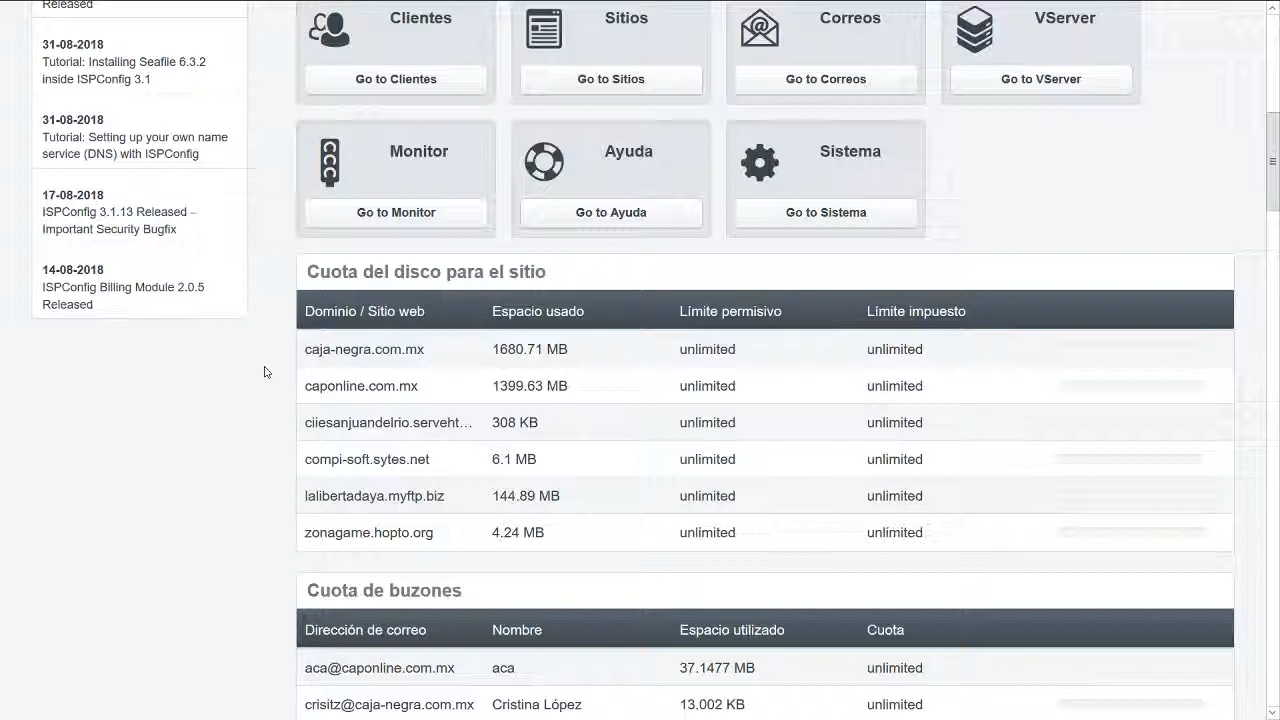 Released
31-08-2018
Tutorial: Installing Seafile 6.3.2
inside ISPConfig 3.1
31-08-2018
Tutorial: Setting up your own name
service (DNS) with ISPConfig
17-08-2018
ISPConfig 3.1.13 Released –
Important Security Bugfix
14-08-2018
ISPConfig Billing Module 2.0.5
Released
Clientes
Go to Clientes
Sitios
Go to Sitios
Correos
Go to Correos
VServer
Go to VServer
Monitor
Go to Monitor
Ayuda
Go to Ayuda
Sistema
Go to Sistema
Cuota del disco para el sitio
Dominio / Sitio web Espacio usado Límite permisivo Límite impuesto
caja-negra.com.mx 1680.71 MB unlimited unlimited
caponline.com.mx 1399.63 MB unlimited unlimited
ciiesanjuandelrio.serveht… 308 KB unlimited unlimited
compi-soft.sytes.net 6.1 MB unlimited unlimited
lalibertadaya.myftp.biz 144.89 MB unlimited unlimited
zonagame.hopto.org 4.24 MB unlimited unlimited
Cuota de buzones
Dirección de correo Nombre Espacio utilizado Cuota
aca@caponline.com.mx aca 37.1477 MB unlimited
crisitz@caja-negra.com.mx Cristina López 13.002 KB unlimited